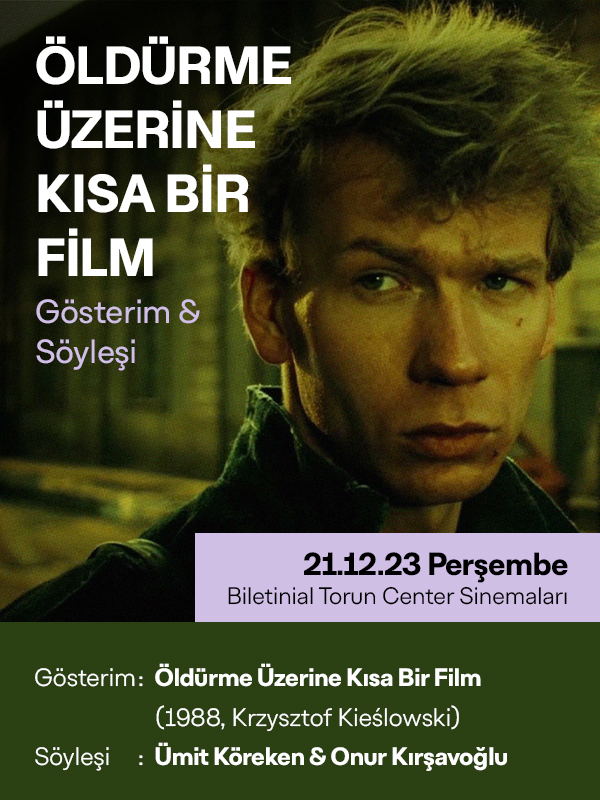 ÖLDÜRME
ÜZERİNE
KISA BİR
FİLM
Gösterim &
Söyleşi
21.12.23 Perşembe
Biletinial Torun Center Sinemaları
Gösterim: Öldürme Üzerine Kısa Bir Film
(1988, Krzysztof Kieślowski)
Söyleşi : Ümit Köreken & Onur Kırşavoğlu